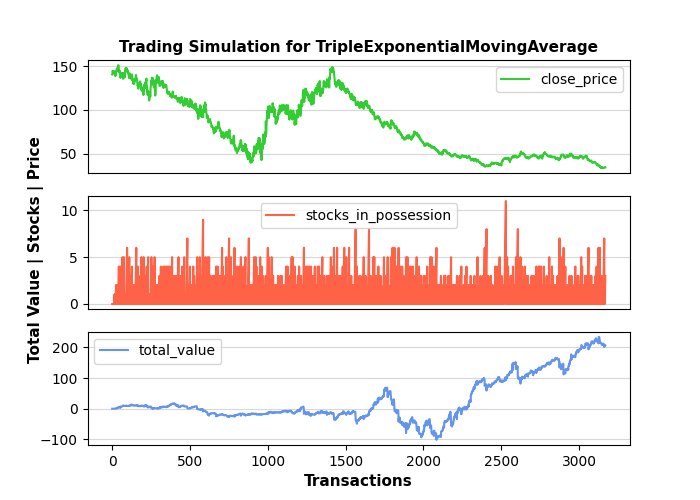 Trading Simulation for TripleExponentialMovingAverage
150
100
50
close_price
10
5
0
stocks_in_possession
Total Value | Stocks | Price
200
100
0
−100
total_value
0 500 1000 1500 2000 2500 3000
Transactions